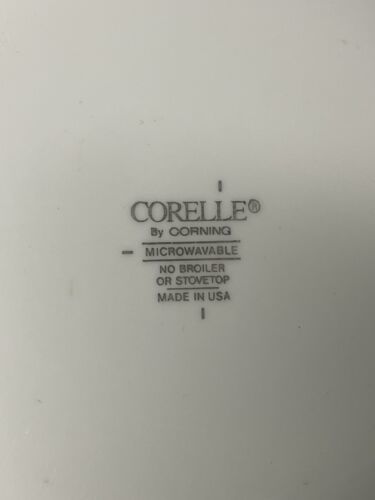 CORELLE®
By CORNING
MICROWAVABLE
NO BROILER
OR STOVETOP
MADE IN USA